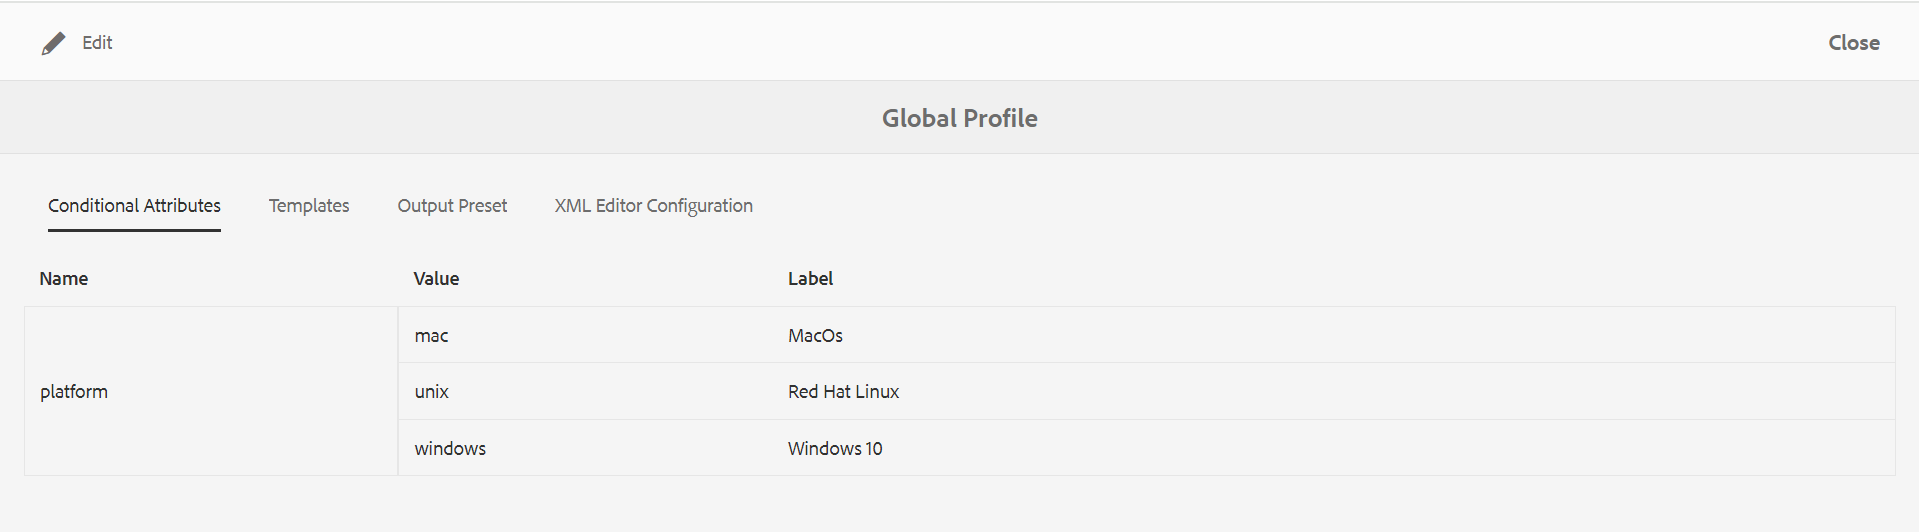 Edit
Close
Global Profile
Conditional Attributes Templates Output Preset XML Editor Configuration
Name Value Label
mac MacOs
platform unix Red Hat Linux
windows Windows 10